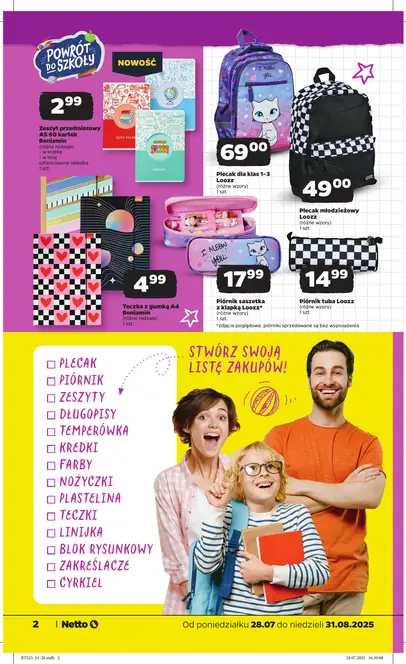 POWRÓT
DO
SZKOŁY
NOWOŚĆ
2.99
Zeszyt przedmiotowy
A5 60 kartek
Beniamin
(różne rodzaje)
- w kratkę
- w linię
sztancowana okładka
1 szt.
69.00
Plecak dla klas 1-3
Loozz
(różne wzory)
1 szt.
49.00
Plecak młodzieżowy
Loozz
(różne wzory)
1 szt.
4.99
Teczka z gumką A4
Beniamin
(różne rodzaje)
1 szt.
17.99
Piórnik saszetka
z klapką Loozz*
(różne wzory)
1 szt.
14.99
Piórnik tuba Loozz
(różne wzory)
1 szt.
*zdjęcie poglądowe, piórniki sprzedawane są bez wyposażenia
STWÓRZ SWOJĄ
LISTĘ ZAKUPÓW!
PLECAK
PIÓRNIK
ZESZYTY
DŁUGOPISY
TEMPERÓWKA
KREDKI
FARBY
NOŻYCZKI
PLASTELINA
TECZKI
LINIJKA
BLOK RYSUNKOWY
ZAKREŚLACZE
CYRKIEL
2 Netto
Od poniedziałku 28.07 do niedzieli 31.08.2025